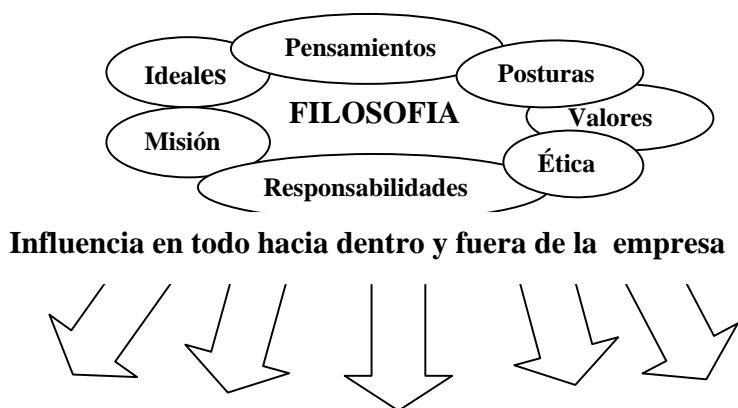 Pensamientos
Ideales
Posturas
FILOSOFIA
Valores
Misión
Ética
Responsabilidades
Influencia en todo hacia dentro y fuera de la empresa